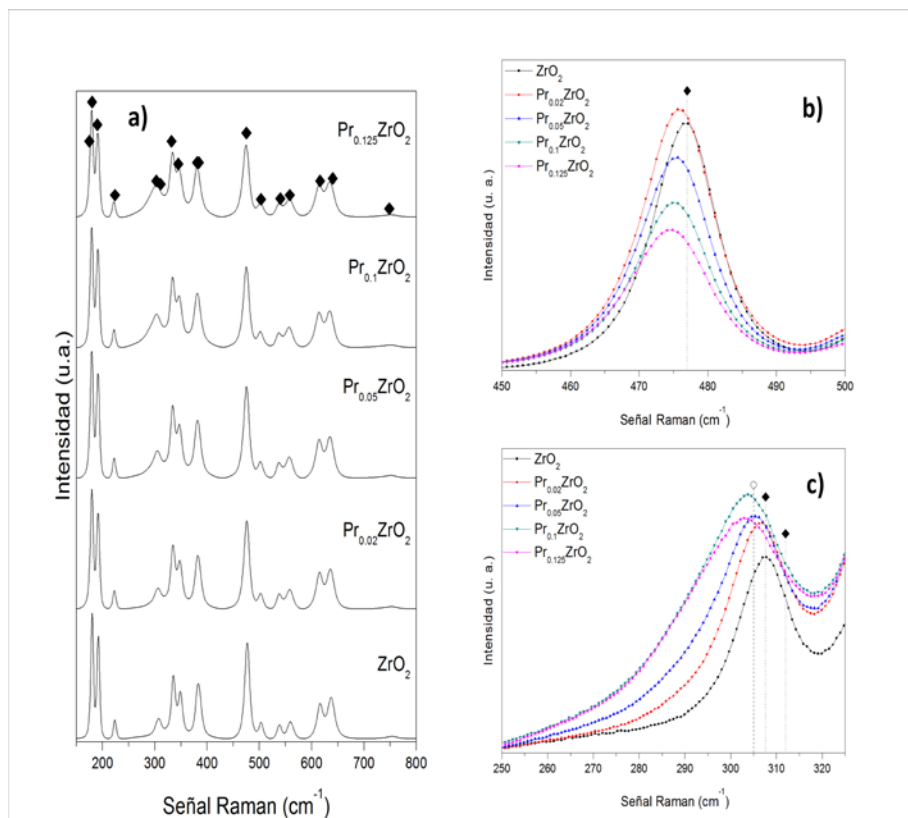 a)
Pr0.125ZrO2
Pr0.1ZrO2
Pr0.05ZrO2
Pr0.02ZrO2
ZrO2
Intensidad (u.a.)
200 300 400 500 600 700 800
Señal Raman (cm-1)
b)
ZrO2
Pr0.02ZrO2
Pr0.05ZrO2
Pr0.1ZrO2
Pr0.125ZrO2
Intensidad (u. a.)
450 460 470 480 490 500
Señal Raman (cm-1)
c)
ZrO2
Pr0.02ZrO2
Pr0.05ZrO2
Pr0.1ZrO2
Pr0.125ZrO2
Intensidad (u. a.)
250 260 270 280 290 300 310 320
Señal Raman (cm-1)